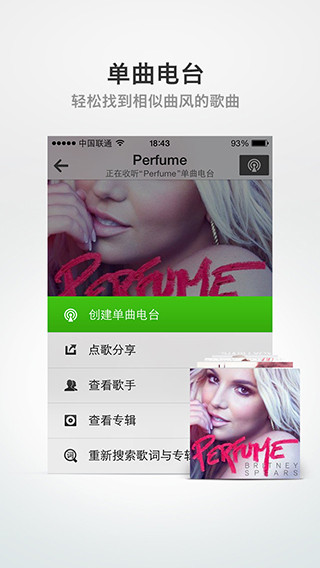 单曲电台
轻松找到相似曲风的歌曲
中国联通 18:43 93%
Perfume
正在收听“Perfume”单曲电台
PERFUME
创建单曲电台
点歌分享
查看歌手
查看专辑
重新搜索歌词与专辑
PERFUME
BRITNEY
SPEARS